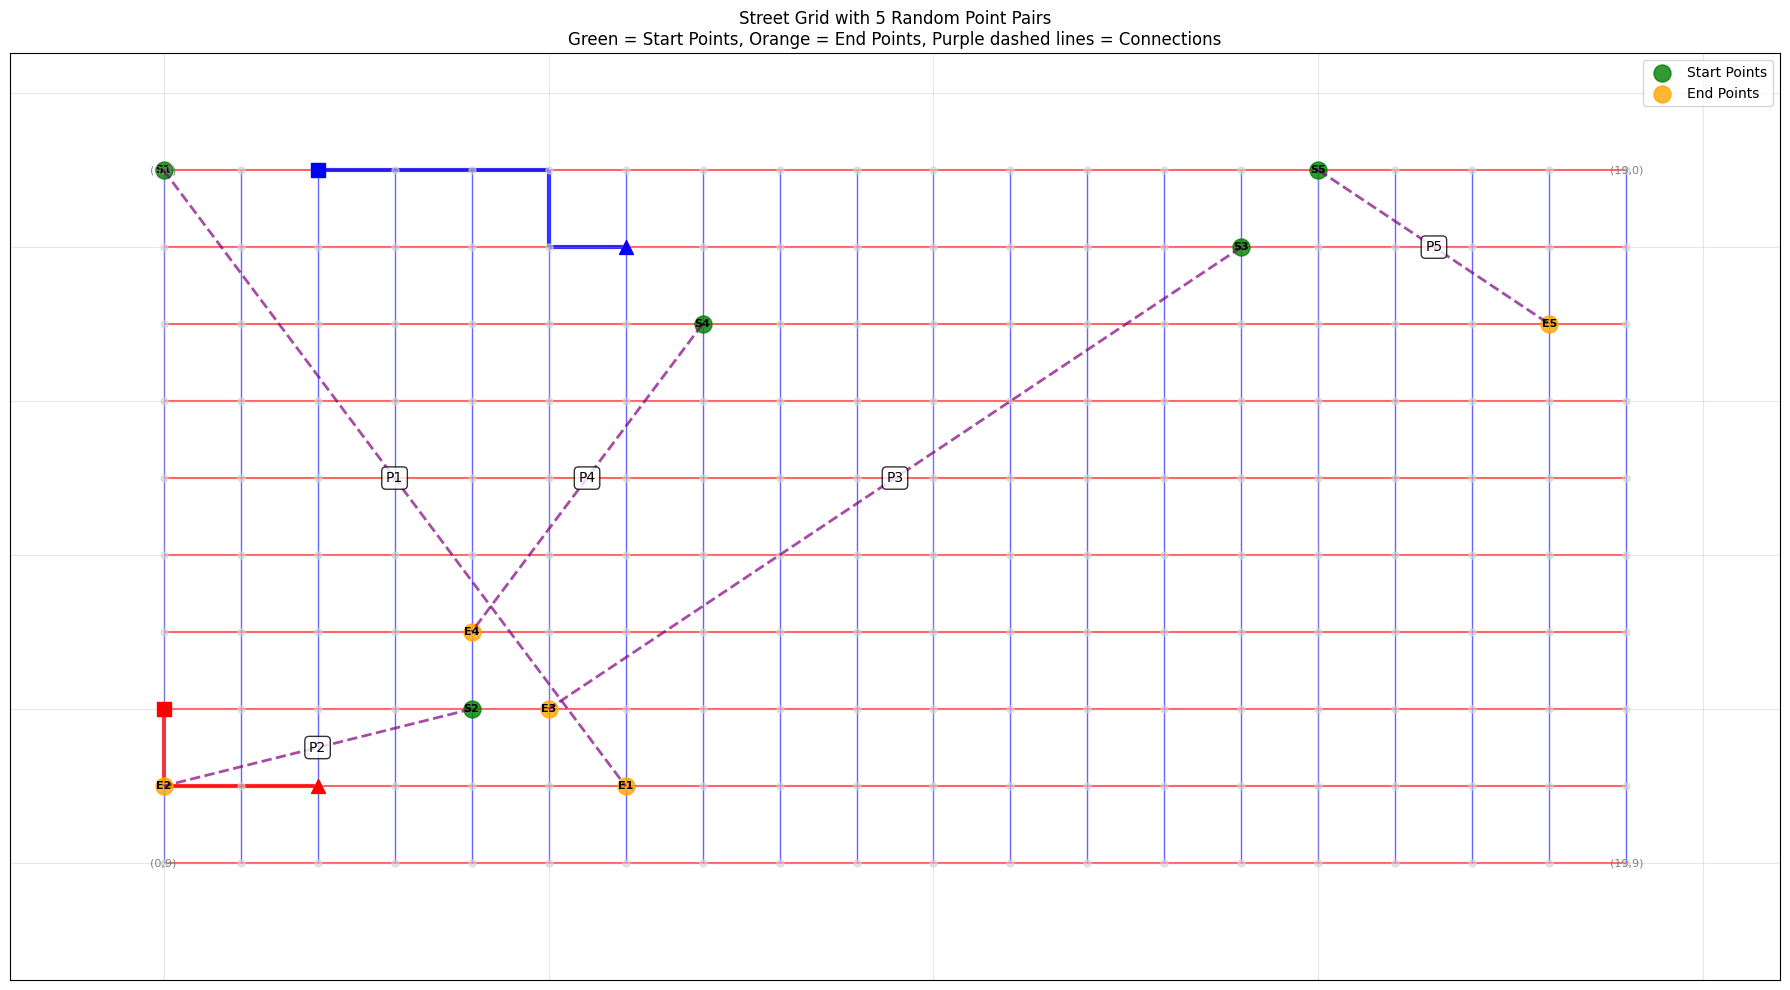 Street Grid with 5 Random Point Pairs
Green = Start Points, Orange = End Points, Purple dashed lines = Connections
Start Points
End Points
S1
S5
(19,0)
S3
P5
S4
E5
P1
P4
P3
E4
S2
E3
P2
E2
E1
(0,9)
(19,9)